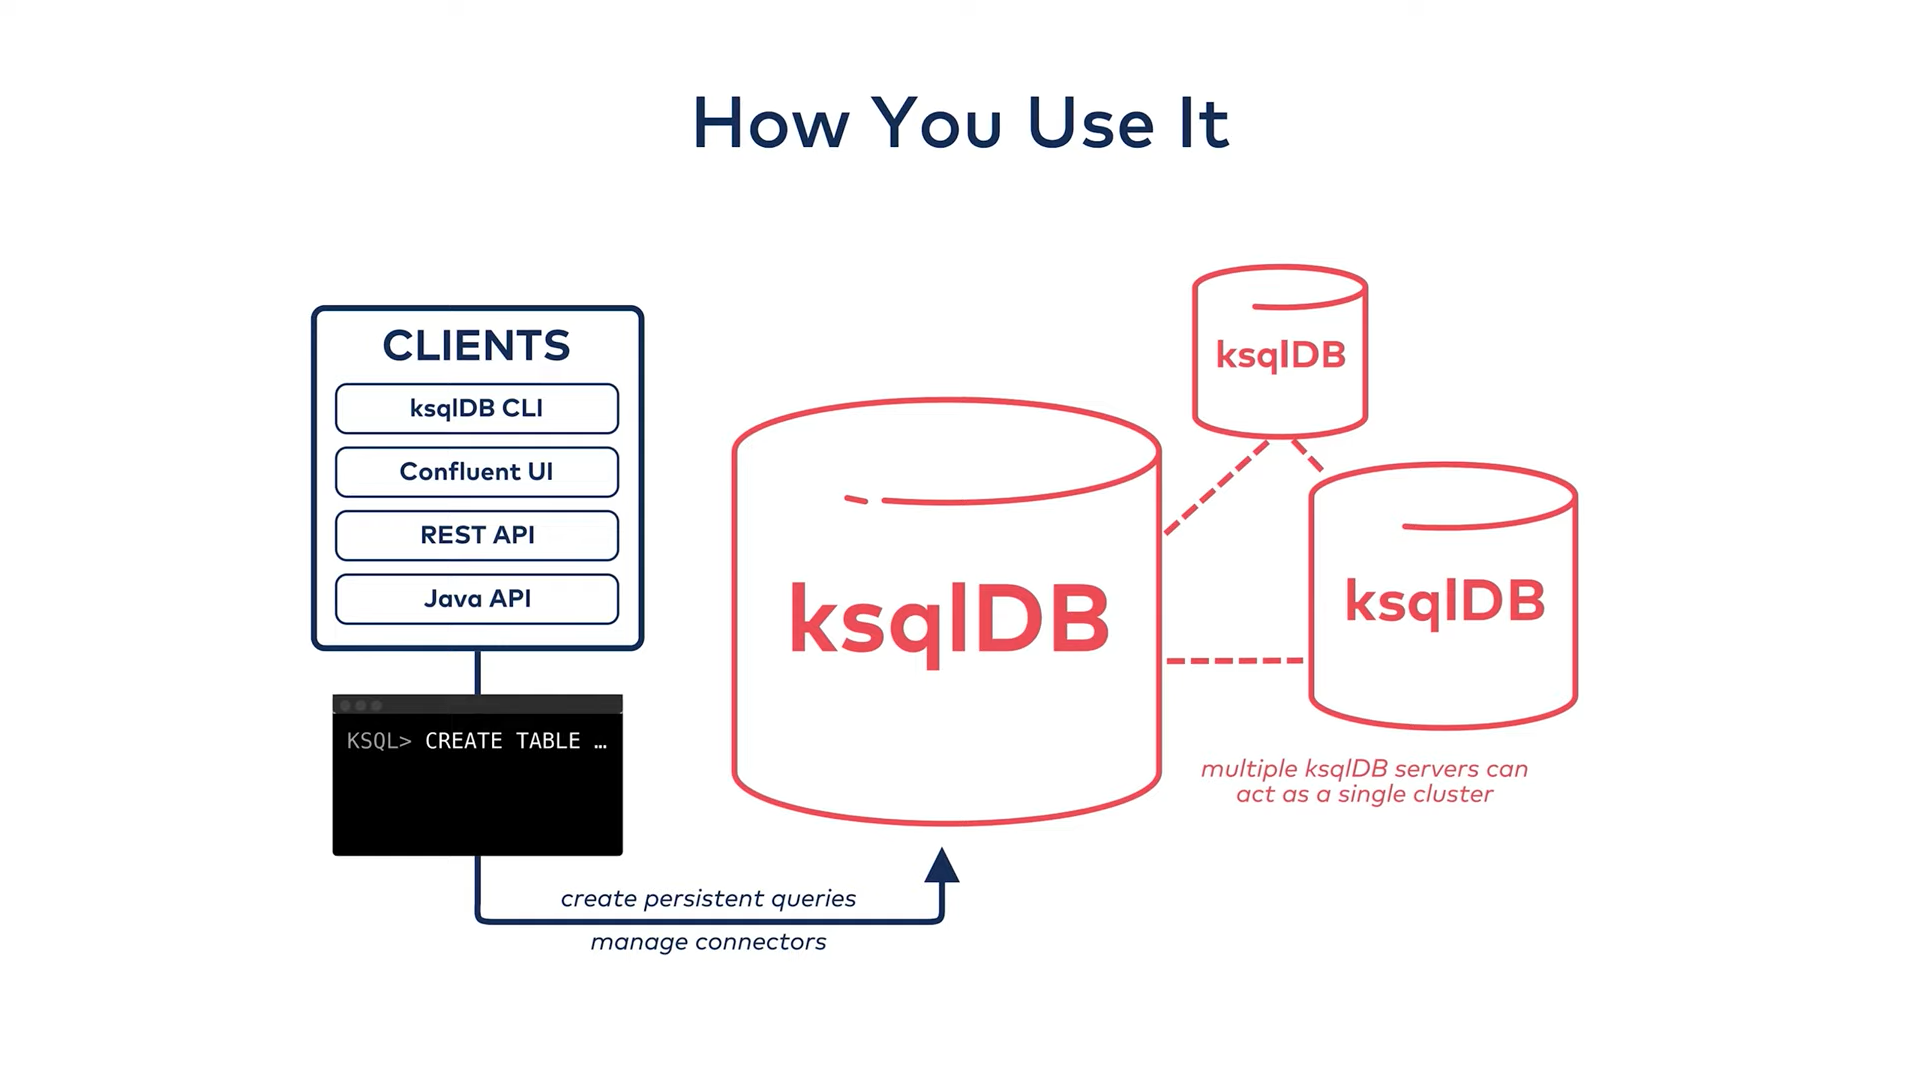 How You Use It
CLIENTS
ksqlDB CLI
Confluent UI
REST API
Java API
KSQL> CREATE TABLE …
create persistent queries
manage connectors
ksqlDB
ksqlDB
ksqlDB
multiple ksqlDB servers can
act as a single cluster